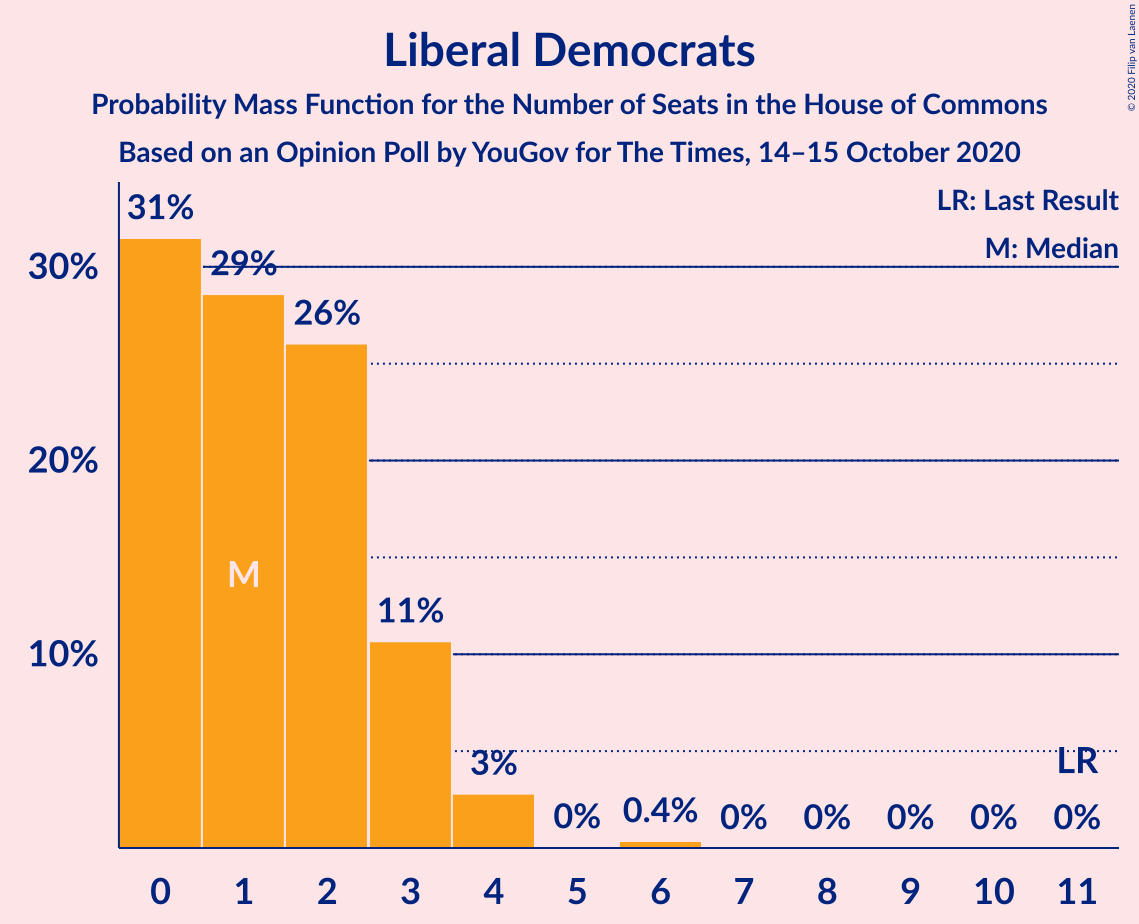 © 2020 Filip van Laenen
Liberal Democrats
Probability Mass Function for the Number of Seats in the House of Commons
Based on an Opinion Poll by YouGov for The Times, 14–15 October 2020
LR: Last Result
M: Median
31%
29%
26%
11%
3%
0%
0.4%
0%
0%
0%
0%
0%
LR
M
30%
20%
10%
0 1 2 3 4 5 6 7 8 9 10 11